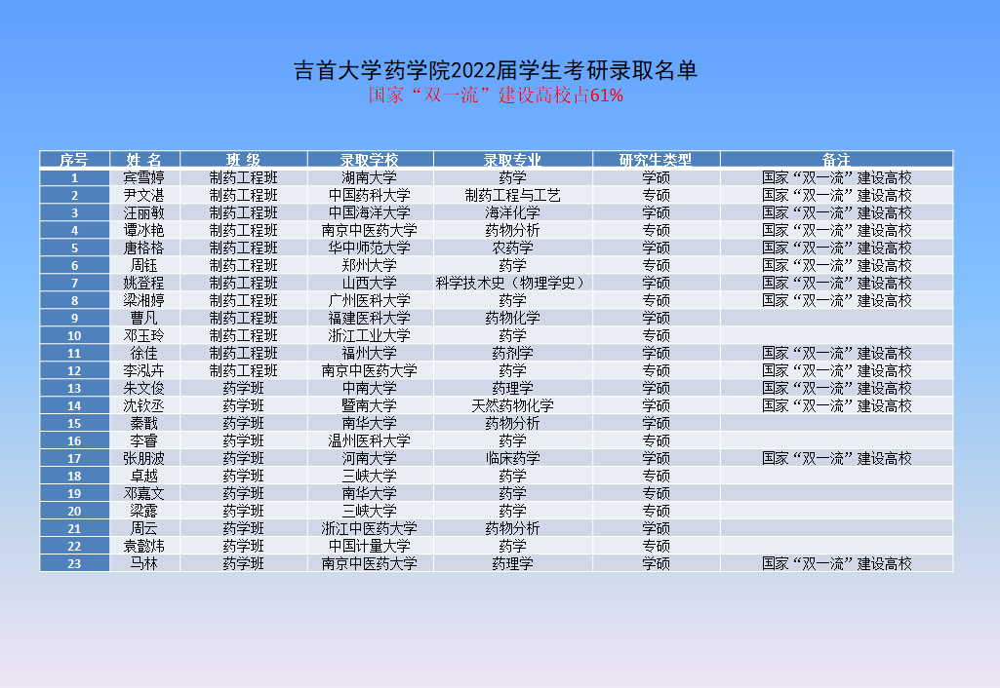 吉首大学药学院2022届学生考研录取名单
国家“双一流”建设高校占61%
序号 姓 名 班 级 录取学校 录取专业 研究生类型 备注
1 宾雪婷 制药工程班 湖南大学 药学 学硕 国家“双一流”建设高校
2 尹文湛 制药工程班 中国药科大学 制药工程与工艺 专硕 国家“双一流”建设高校
3 汪丽敏 制药工程班 中国海洋大学 海洋化学 学硕 国家“双一流”建设高校
4 谭冰艳 制药工程班 南京中医药大学 药物分析 专硕 国家“双一流”建设高校
5 唐格格 制药工程班 华中师范大学 农药学 学硕 国家“双一流”建设高校
6 周钰 制药工程班 郑州大学 药学 专硕 国家“双一流”建设高校
7 姚登程 制药工程班 山西大学 科学技术史（物理学史） 学硕 国家“双一流”建设高校
8 梁湘婷 制药工程班 广州医科大学 药学 专硕 国家“双一流”建设高校
9 曹凡 制药工程班 福建医科大学 药物化学 学硕
10 邓玉玲 制药工程班 浙江工业大学 药学 专硕
11 徐佳 制药工程班 福州大学 药剂学 学硕 国家“双一流”建设高校
12 李泓卉 制药工程班 南京中医药大学 药学 专硕 国家“双一流”建设高校
13 朱文俊 药学班 中南大学 药理学 学硕 国家“双一流”建设高校
14 沈钦丞 药学班 暨南大学 天然药物化学 学硕 国家“双一流”建设高校
15 秦戬 药学班 南华大学 药物分析 学硕
16 李睿 药学班 温州医科大学 药学 专硕
17 张朋波 药学班 河南大学 临床药学 学硕 国家“双一流”建设高校
18 卓越 药学班 三峡大学 药学 专硕
19 邓嘉文 药学班 南华大学 药学 专硕
20 梁露 药学班 三峡大学 药学 专硕
21 周云 药学班 浙江中医药大学 药物分析 学硕
22 袁懿炜 药学班 中国计量大学 药学 专硕
23 马林 药学班 南京中医药大学 药理学 学硕 国家“双一流”建设高校